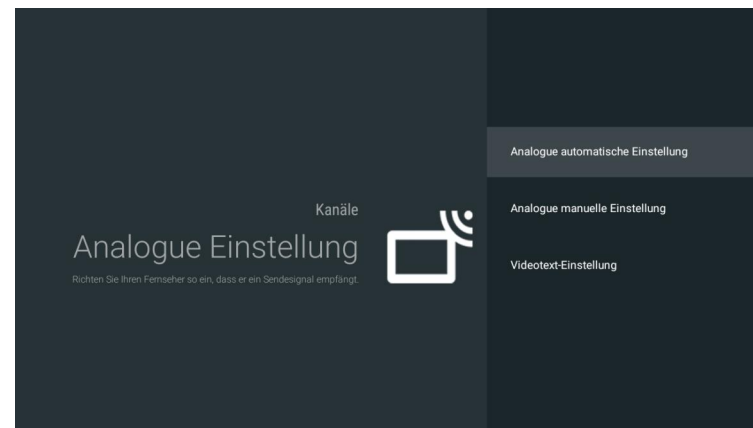 Kanäle
Analogue Einstellung
Richten Sie Ihren Fernseher so ein, dass er ein Sendesignal empfängt.
Analogue automatische Einstellung
Analogue manuelle Einstellung
Videotext-Einstellung